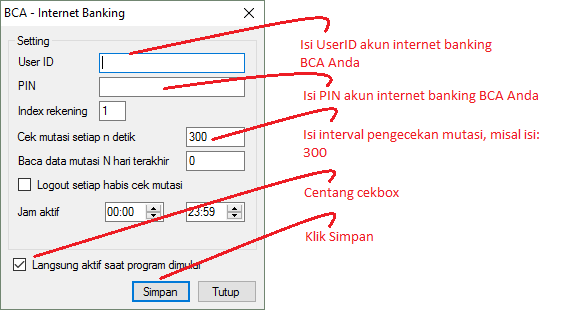 BCA - Internet Banking
Setting
User ID
PIN
Index rekening 1
Cek mutasi setiap n detik 300
Baca data mutasi N hari terakhir 0
Logout setiap habis cek mutasi
Jam aktif 00:00 23:59
Langsung aktif saat program dimulai
Simpan Tutup
Isi UserID akun internet banking
BCA Anda
Isi PIN akun internet banking BCA Anda
Isi interval pengecekan mutasi, misal isi:
300
Centang cekbox
Klik Simpan